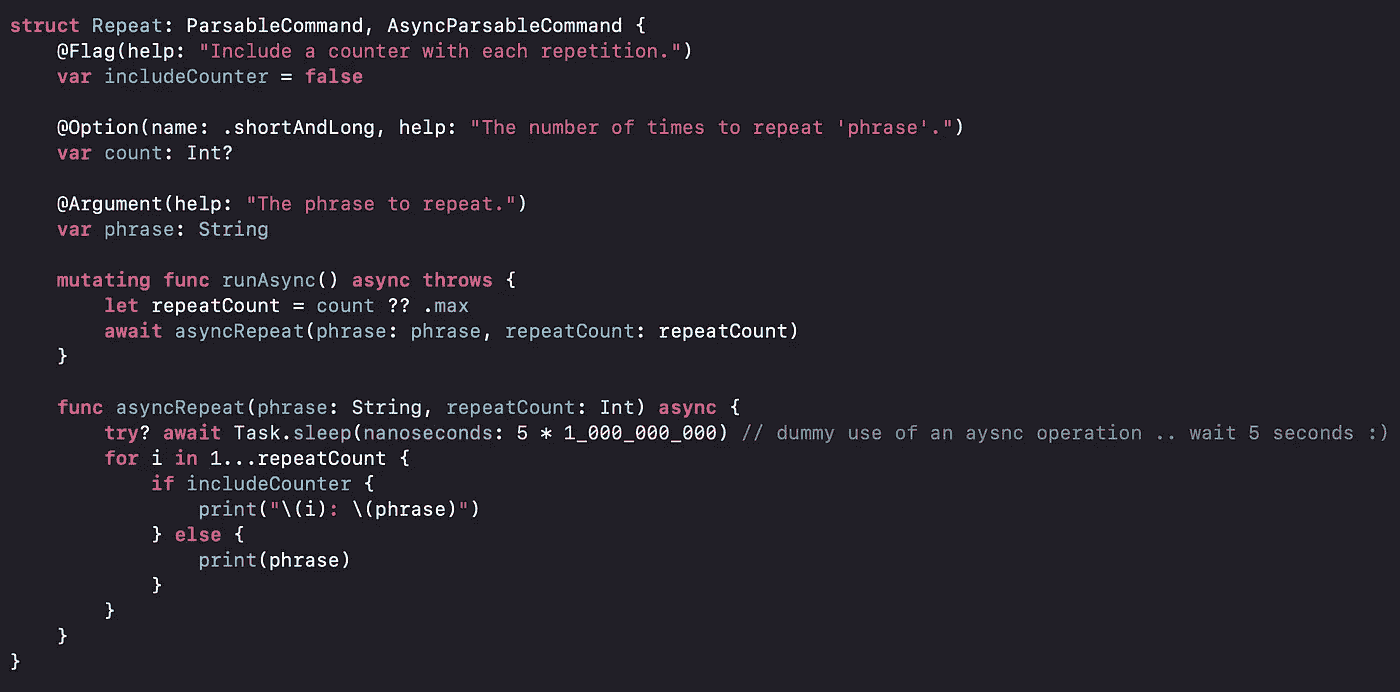 struct Repeat: ParsableCommand, AsyncParsableCommand {
    @Flag(help: "Include a counter with each repetition.")
    var includeCounter = false

    @Option(name: .shortAndLong, help: "The number of times to repeat 'phrase'.")
    var count: Int?

    @Argument(help: "The phrase to repeat.")
    var phrase: String

    mutating func runAsync() async throws {
        let repeatCount = count ?? .max
        await asyncRepeat(phrase: phrase, repeatCount: repeatCount)
    }

    func asyncRepeat(phrase: String, repeatCount: Int) async {
        try? await Task.sleep(nanoseconds: 5 * 1_000_000_000) // dummy use of an aysnc operation .. wait 5 seconds :)
        for i in 1...repeatCount {
            if includeCounter {
                print("\(i): \(phrase)")
            } else {
                print(phrase)
            }
        }
    }
}